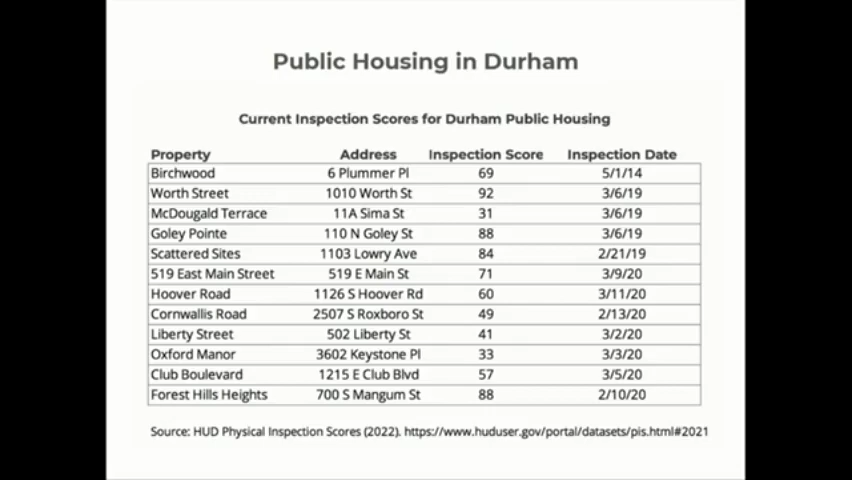 Public Housing in Durham
Current Inspection Scores for Durham Public Housing
Property Address Inspection Score Inspection Date
Birchwood 6 Plummer Pl 69 5/1/14
Worth Street 1010 Worth St 92 3/6/19
McDougald Terrace 11A Sima St 31 3/6/19
Goley Pointe 110 N Goley St 88 3/6/19
Scattered Sites 1103 Lowry Ave 84 2/21/19
519 East Main Street 519 E Main St 71 3/9/20
Hoover Road 1126 S Hoover Rd 60 3/11/20
Cornwallis Road 2507 S Roxboro St 49 2/13/20
Liberty Street 502 Liberty St 41 3/2/20
Oxford Manor 3602 Keystone Pl 33 3/3/20
Club Boulevard 1215 E Club Blvd 57 3/5/20
Forest Hills Heights 700 S Mangum St 88 2/10/20
Source: HUD Physical Inspection Scores (2022). https://www.huduser.gov/portal/datasets/pis.html#2021